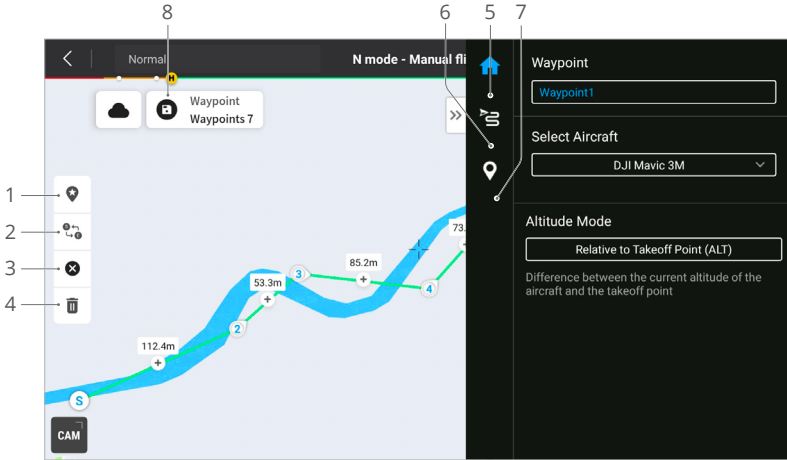 8
6
5
7
Normal
H
N mode - Manual fli
Waypoint
Waypoints 7
Waypoint
Waypoint1
Select Aircraft
DJI Mavic 3M
Altitude Mode
Relative to Takeoff Point (ALT)
Difference between the current altitude of the
aircraft and the takeoff point
1
2
3
4
73.
85.2m
53.3m
3
4
2
112.4m
S
CAM